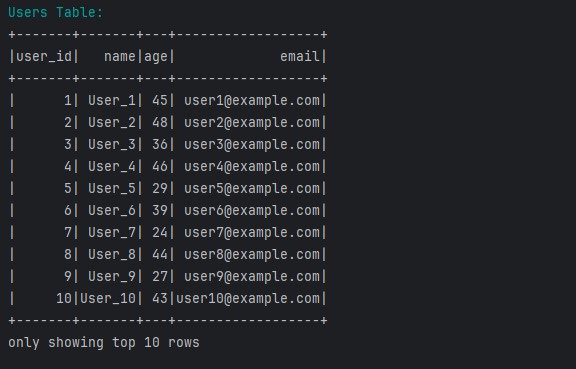 Users Table:
+-------+-------+---+------------------+
|user_id|   name|age|             email|
+-------+-------+---+------------------+
|      1| User_1| 45| user1@example.com|
|      2| User_2| 48| user2@example.com|
|      3| User_3| 36| user3@example.com|
|      4| User_4| 46| user4@example.com|
|      5| User_5| 29| user5@example.com|
|      6| User_6| 39| user6@example.com|
|      7| User_7| 24| user7@example.com|
|      8| User_8| 44| user8@example.com|
|      9| User_9| 27| user9@example.com|
|     10|User_10| 43|user10@example.com|
+-------+-------+---+------------------+
only showing top 10 rows